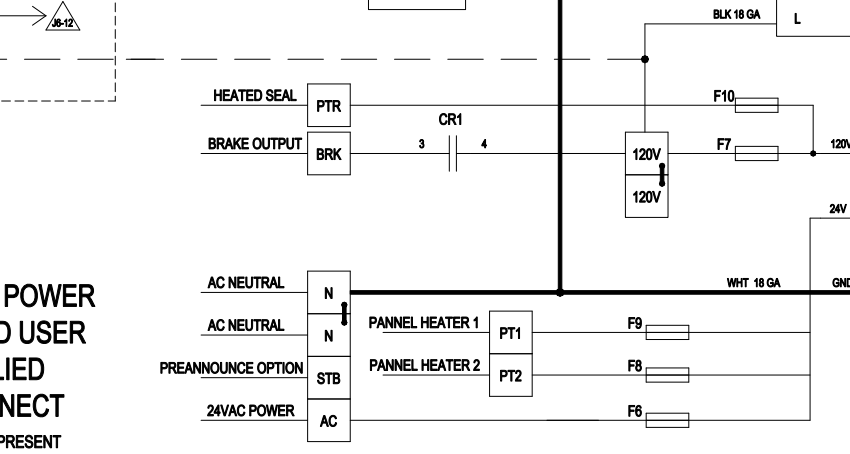 J6-12
BLK 18 GA
L
HEATED SEAL
PTR
F10
CR1
BRAKE OUTPUT
BRK
3
4
120V
F7
120V
120V
24V
AC NEUTRAL
N
WHT 18 GA
GND
POWER
AC NEUTRAL
N
PANNEL HEATER 1
PT1
F9
D USER
PREANNOUNCE OPTION
STB
PANNEL HEATER 2
PT2
F8
LIED
24VAC POWER
AC
F6
NNECT
PRESENT